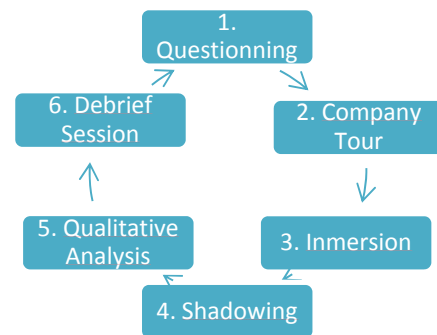 1.
Questionning
2. Company
Tour
3. Inmersion
4. Shadowing
5. Qualitative
Analysis
6. Debrief
Session